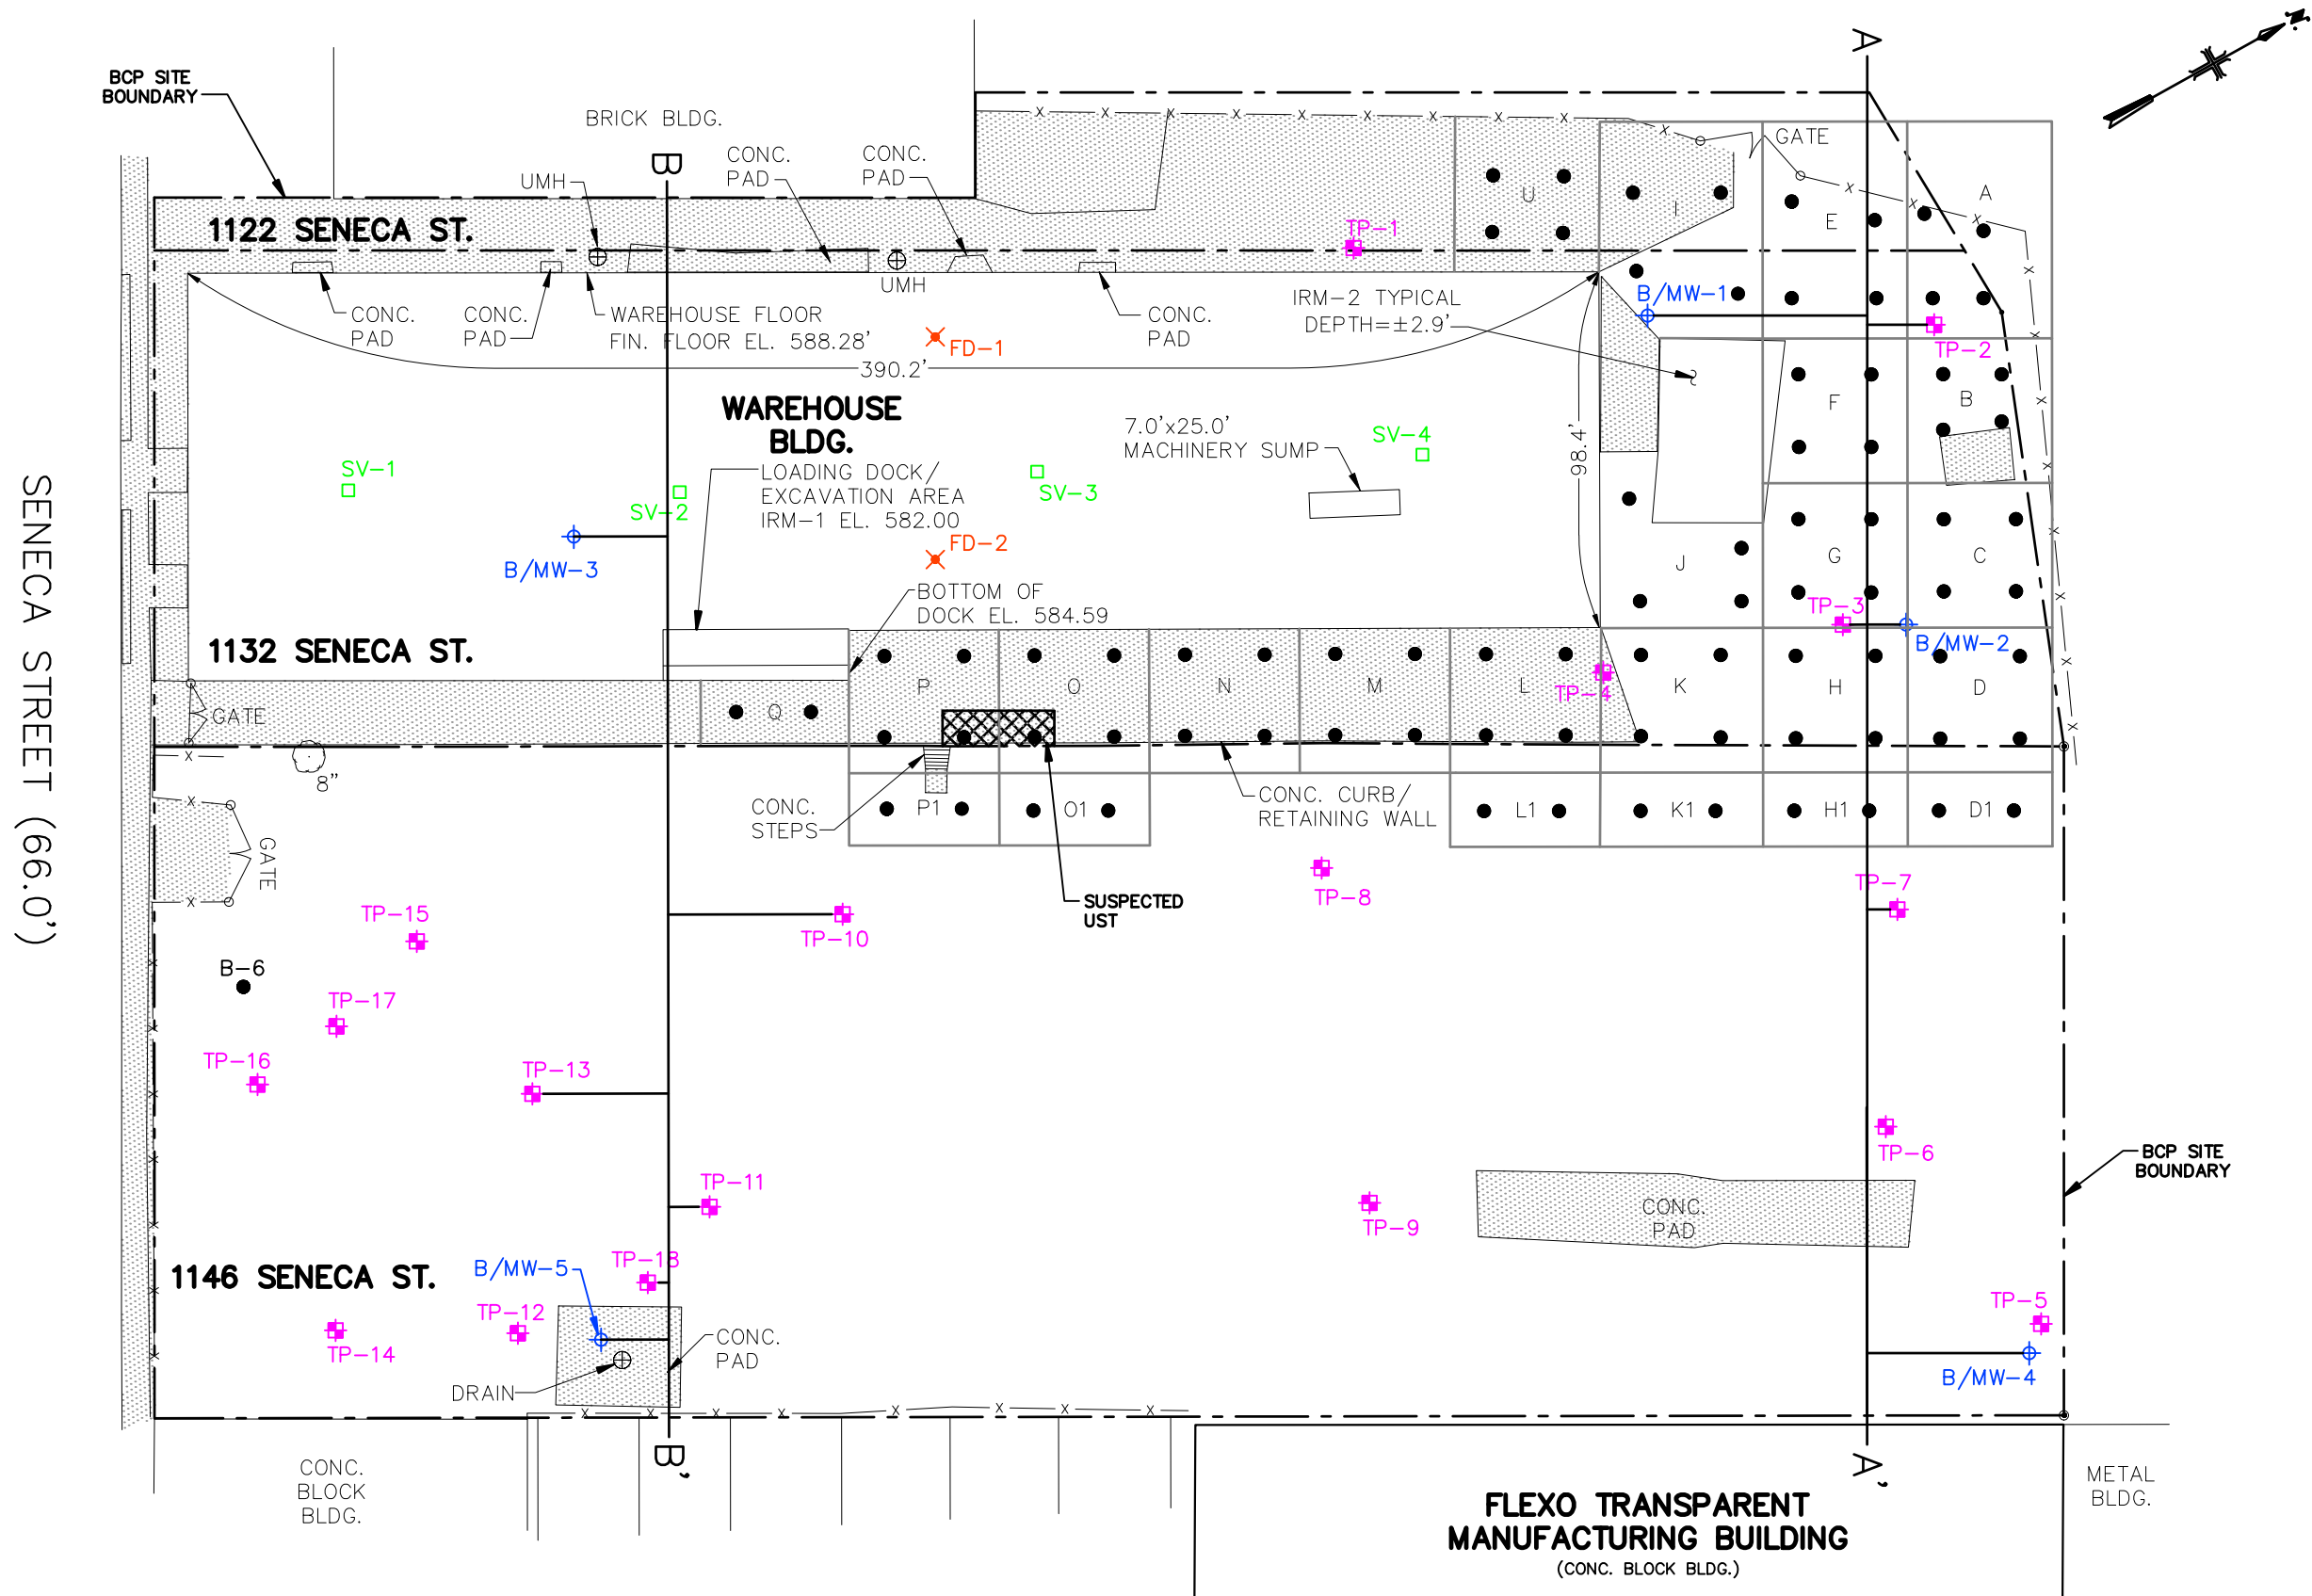 A
N.
BCP SITE
BOUNDARY
BRICK BLDG.
GATE
CONC.
PAD
CONC.
PAD
B
UMH
A
U
I
E
1122 SENECA ST.
TP-1
UMH
B/MW-1
IRM-2 TYPICAL
DEPTH=±2.9'
CONC.
PAD
CONC.
PAD
WAREHOUSE FLOOR
FIN. FLOOR EL. 588.28'
CONC.
PAD
FD-1
TP-2
390.2'
WAREHOUSE
BLDG.
F
B
7.0'x25.0'
MACHINERY SUMP
SV-4
98.4'
SV-1
LOADING DOCK/
EXCAVATION AREA
IRM-1 EL. 582.00
SV-3
SV-2
FD-2
J
G
C
B/MW-3
BOTTOM OF
DOCK EL. 584.59
TP-3
B/MW-2
1132 SENECA ST.
P
O
N
M
L
TP-4
K
H
D
Q
GATE
8"
SENECA STREET (66.0')
CONC.
STEPS
P1
O1
CONC. CURB/
RETAINING WALL
L1
K1
H1
D1
GATE
TP-8
TP-7
SUSPECTED
UST
TP-15
TP-10
B-6
TP-17
TP-16
TP-13
TP-6
BCP SITE
BOUNDARY
TP-11
CONC.
PAD
TP-9
TP-18
B/MW-5
1146 SENECA ST.
TP-12
TP-5
TP-14
CONC.
PAD
B/MW-4
DRAIN
B'
A'
CONC.
BLOCK
BLDG.
METAL
BLDG.
FLEXO TRANSPARENT
MANUFACTURING BUILDING
(CONC. BLOCK BLDG.)